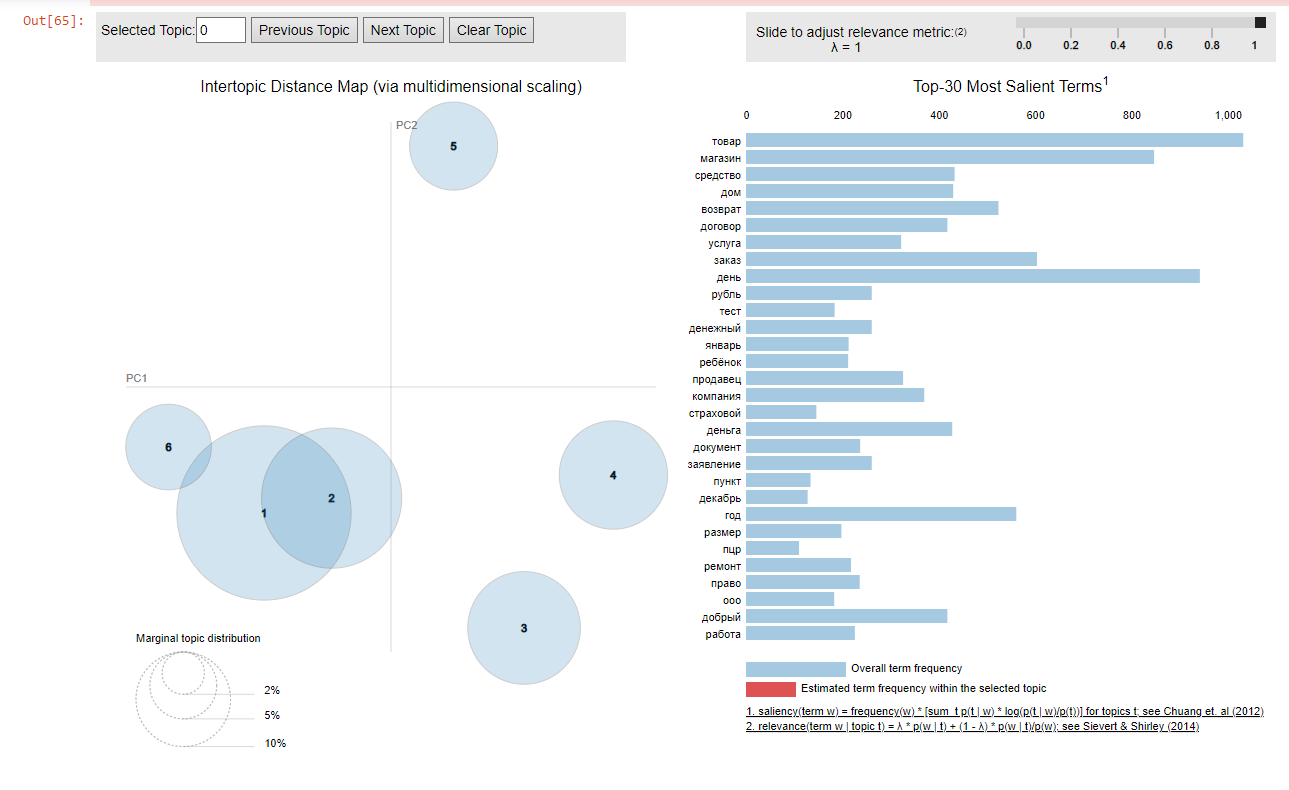 Out[65]:
Selected Topic: 0 Previous Topic Next Topic Clear Topic
Slide to adjust relevance metric:(2)
λ = 1
0.0 0.2 0.4 0.6 0.8 1
Intertopic Distance Map (via multidimensional scaling)
PC2
PC1
5
6
4
2
1
3
Marginal topic distribution
2%
5%
10%
Top-30 Most Salient Terms1
0 200 400 600 800 1,000
товар
магазин
средство
дом
возврат
договор
услуга
заказ
день
рубль
тест
денежный
январь
ребёнок
продавец
компания
страховой
деньга
документ
заявление
пункт
декабрь
год
размер
пцр
ремонт
право
ооо
добрый
работа
Overall term frequency
Estimated term frequency within the selected topic
1. saliency(term w) = frequency(w) * [sum_t p(t | w) * log(p(t | w)/p(t))] for topics t; see Chuang et. al (2012)
2. relevance(term w | topic t) = λ * p(w | t) + (1 - λ) * p(w | t)/p(w); see Sievert & Shirley (2014)